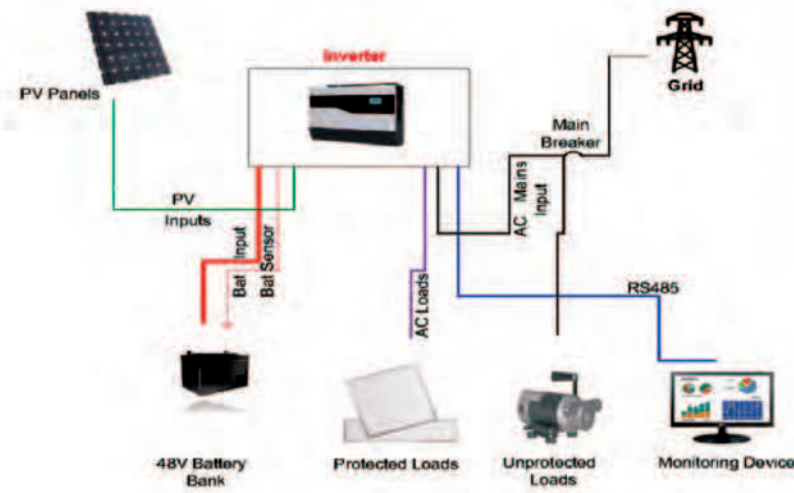 Inverter
PV Panels
Grid
Main
Breaker
PV
Inputs
Bat Input
Bat Sensor
AC Loads
AC Mains
Input
RS485
48V Battery
Bank
Protected Loads
Unprotected
Loads
Monitoring Device